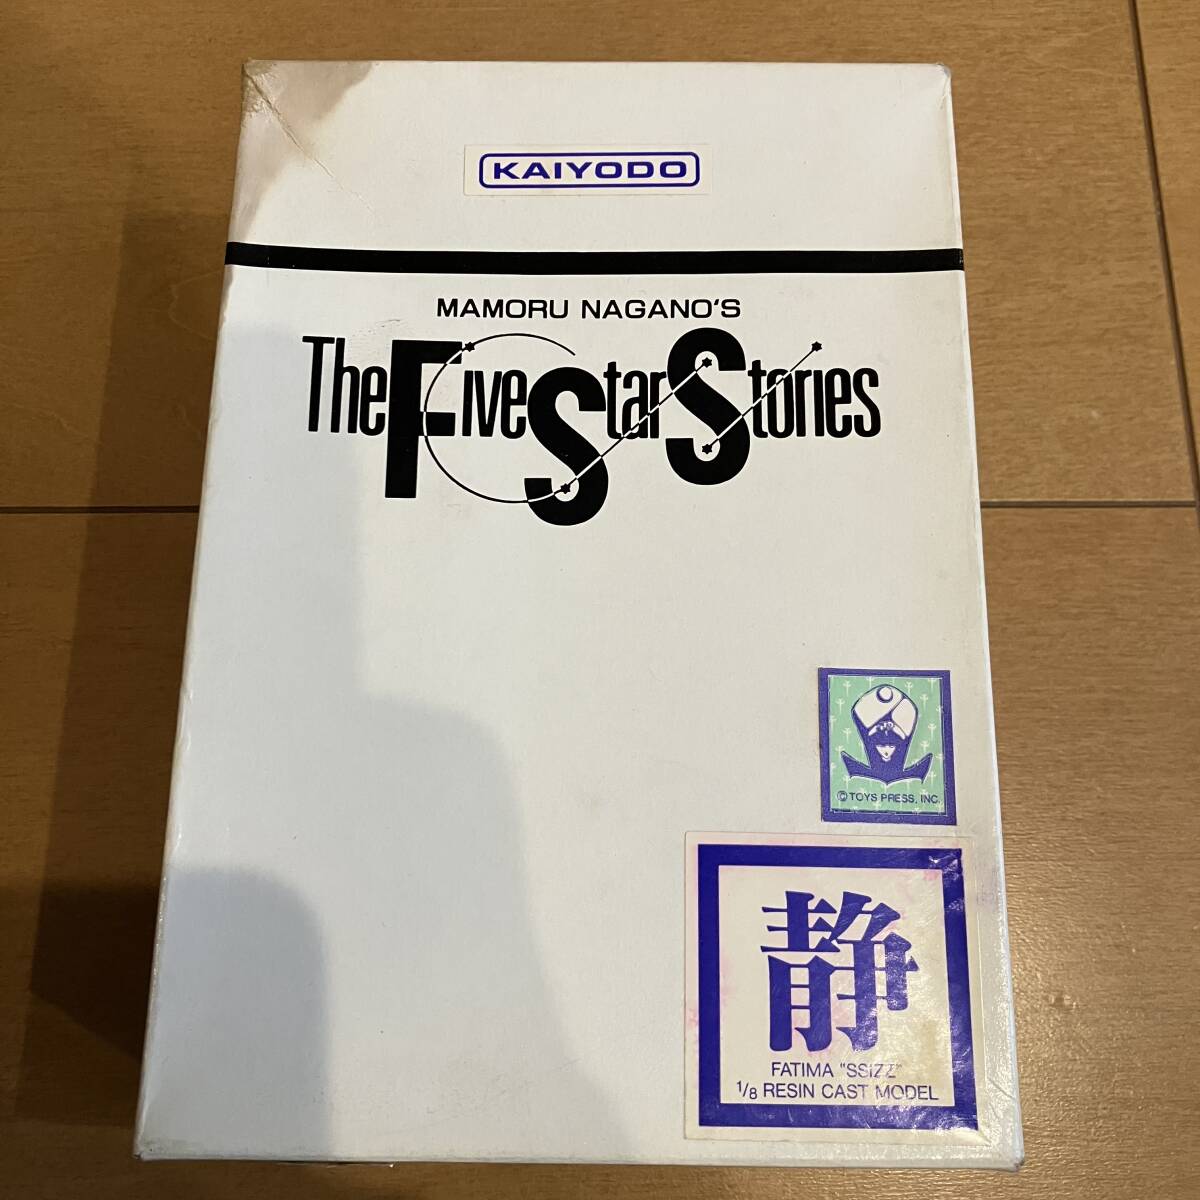 KAIYODO
MAMORU NAGANO'S
The Five Star Stories
©TOYS PRESS, INC.
静
FATIMA "SSIZZ"
1/8 RESIN CAST MODEL